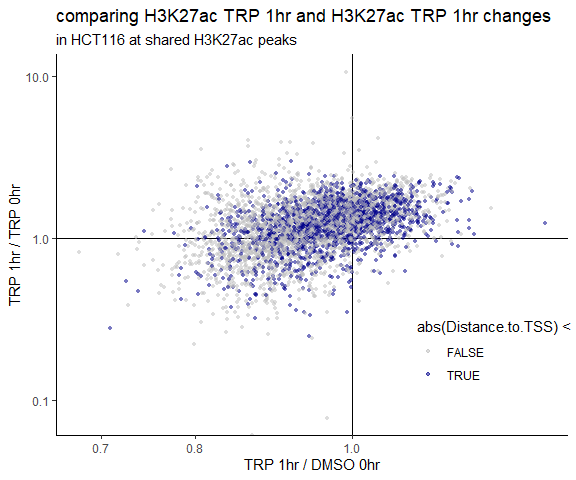 comparing H3K27ac TRP 1hr and H3K27ac TRP 1hr changes
in HCT116 at shared H3K27ac peaks
10.0
1.0
0.1
TRP 1hr / TRP 0hr
abs(Distance.to.TSS) <
FALSE
TRUE
0.7
0.8
1.0
TRP 1hr / DMSO 0hr